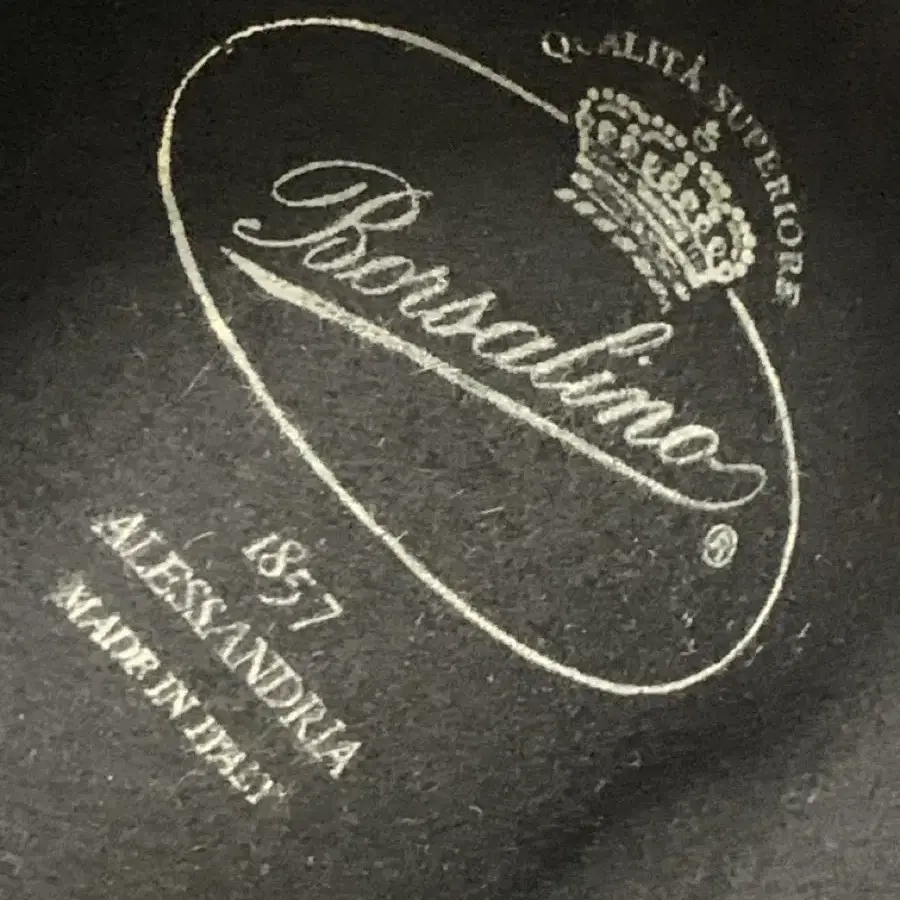 QUALITÀ SUPERIORE
Borsalino
®
1857
ALESSANDRIA
MADE IN ITALY